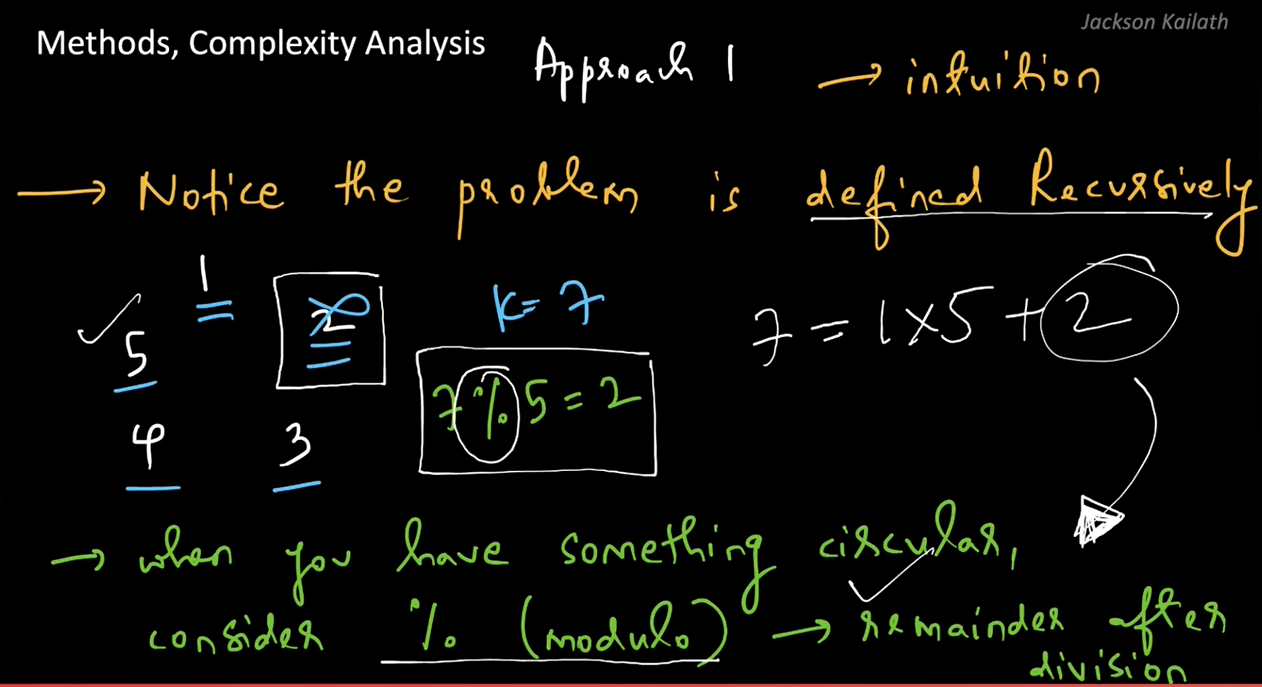 Jackson Kailath
Methods, Complexity Analysis
Approach 1
→ intuition
→ Notice the problem is defined Recursively
1
5
2
4
3
K = 7
7 % 5 = 2
7 = 1 x 5 + 2
→ when you have something circular,
consider % (modulo) → remainder after
division